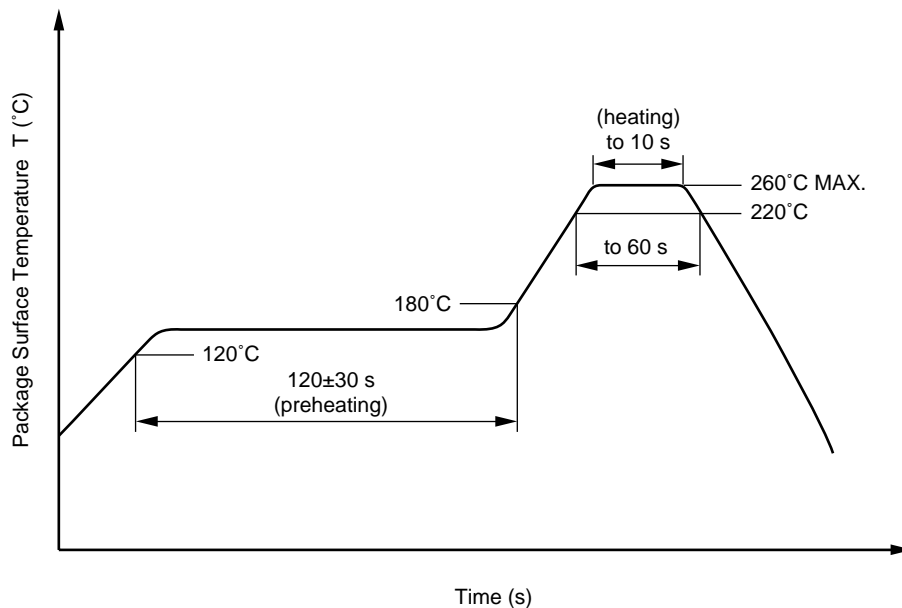 Package Surface Temperature T (˚C)
(heating)
to 10 s
260˚C MAX.
220˚C
to 60 s
180˚C
120˚C
120±30 s
(preheating)
Time (s)